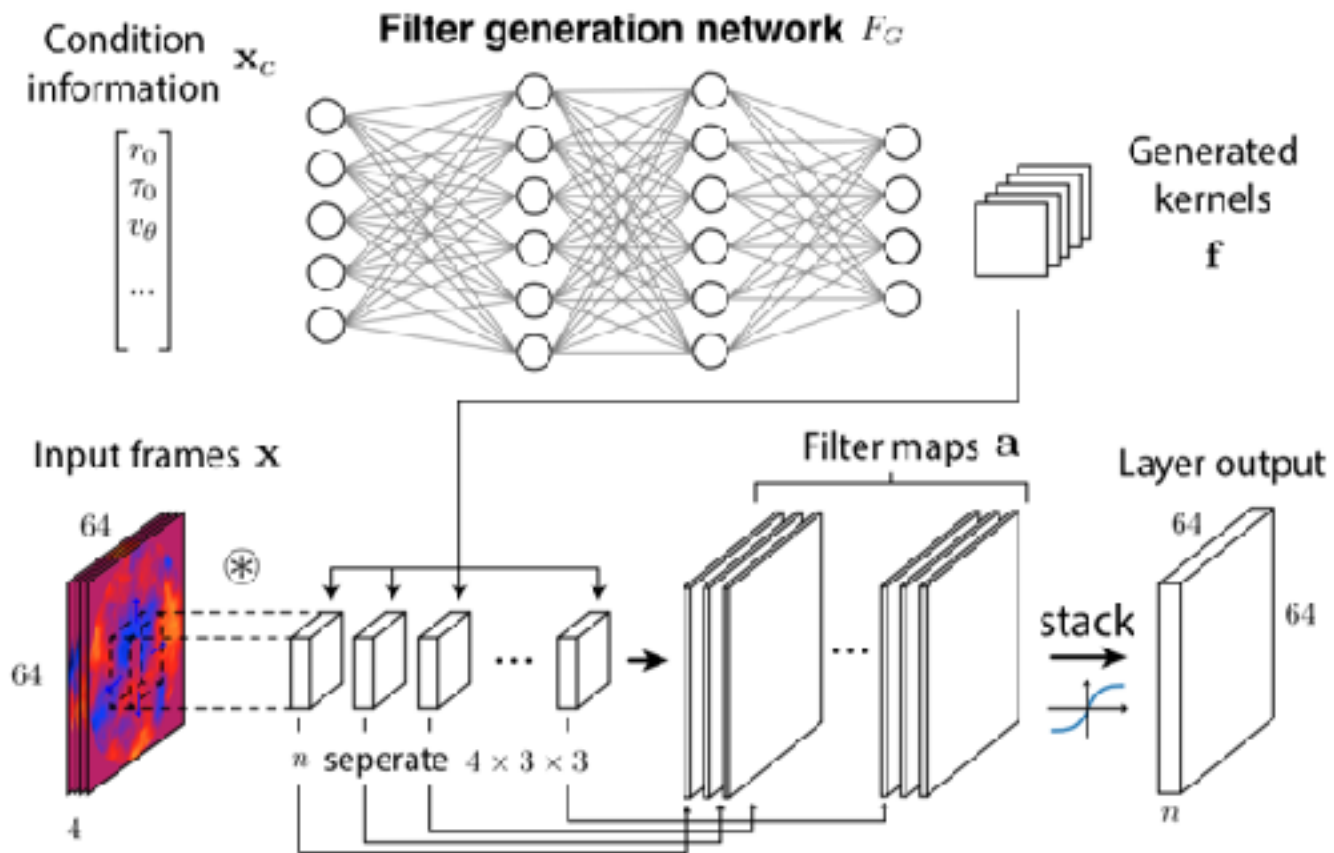 Filter generation network F_G
Condition
information x_c
r_0
τ_0
v_θ
...
Generated
kernels
f
Input frames x
Filter maps a
Layer output
64
64
4
⊛
...
n seperate 4 × 3 × 3
...
stack
64
64
n